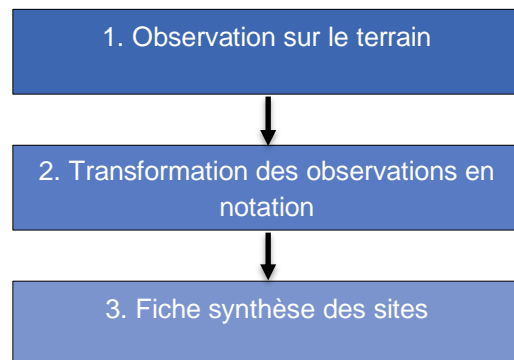 1. Observation sur le terrain
2. Transformation des observations en
notation
3. Fiche synthèse des sites